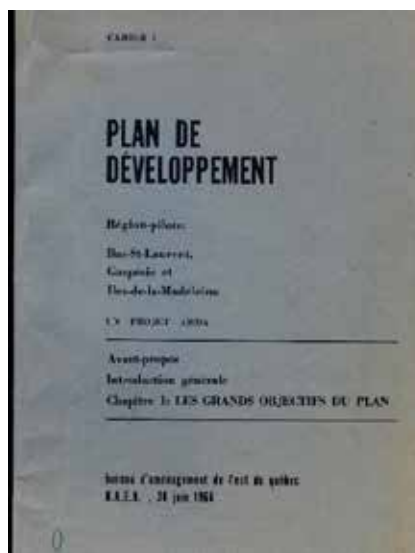 CAHIER 1
PLAN DE
DÉVELOPPEMENT
Région-pilote:
Bas-St-Laurent,
Gaspésie et
Iles-de-la-Madeleine
UN PROJET ARDA
Avant-propos
Introduction générale
Chapitre 1: LES GRANDS OBJECTIFS DU PLAN
bureau d'aménagement de l'est du québec
B.A.E.Q. , 30 juin 1966